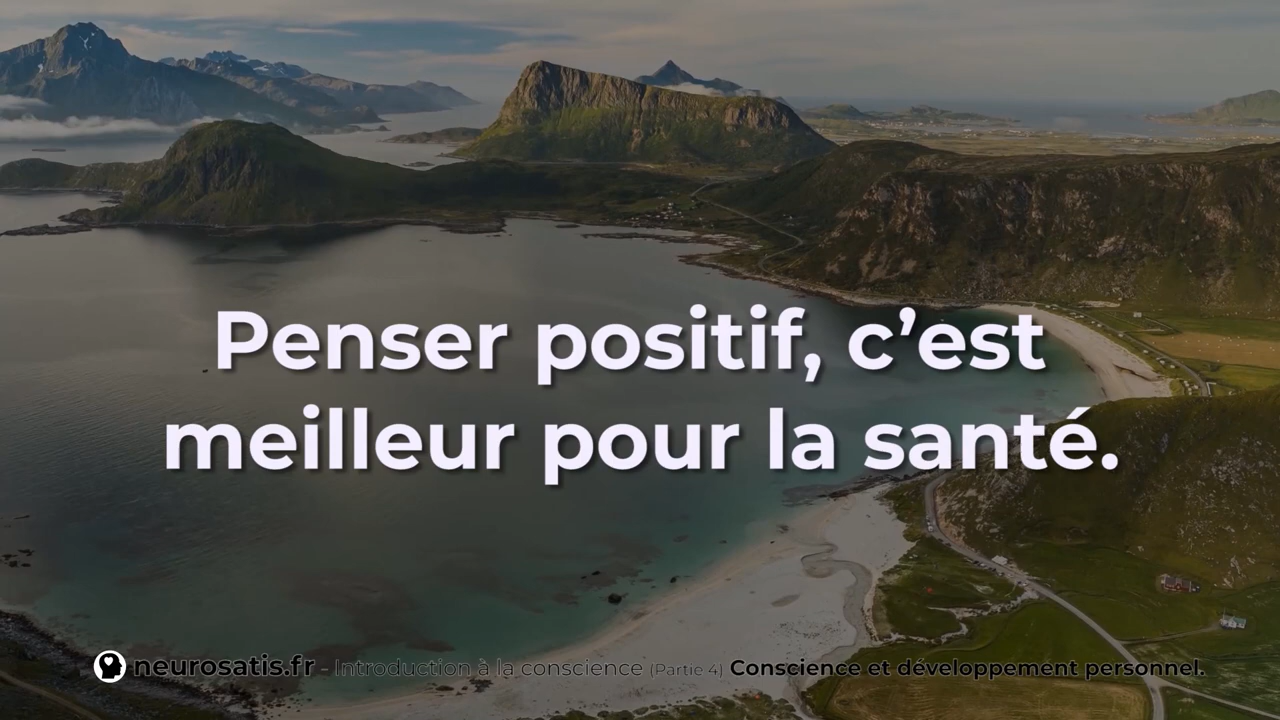 Penser positif, c’est
meilleur pour la santé.
neurosatis.fr - Introduction à la conscience (Partie 4) Conscience et développement personnel.